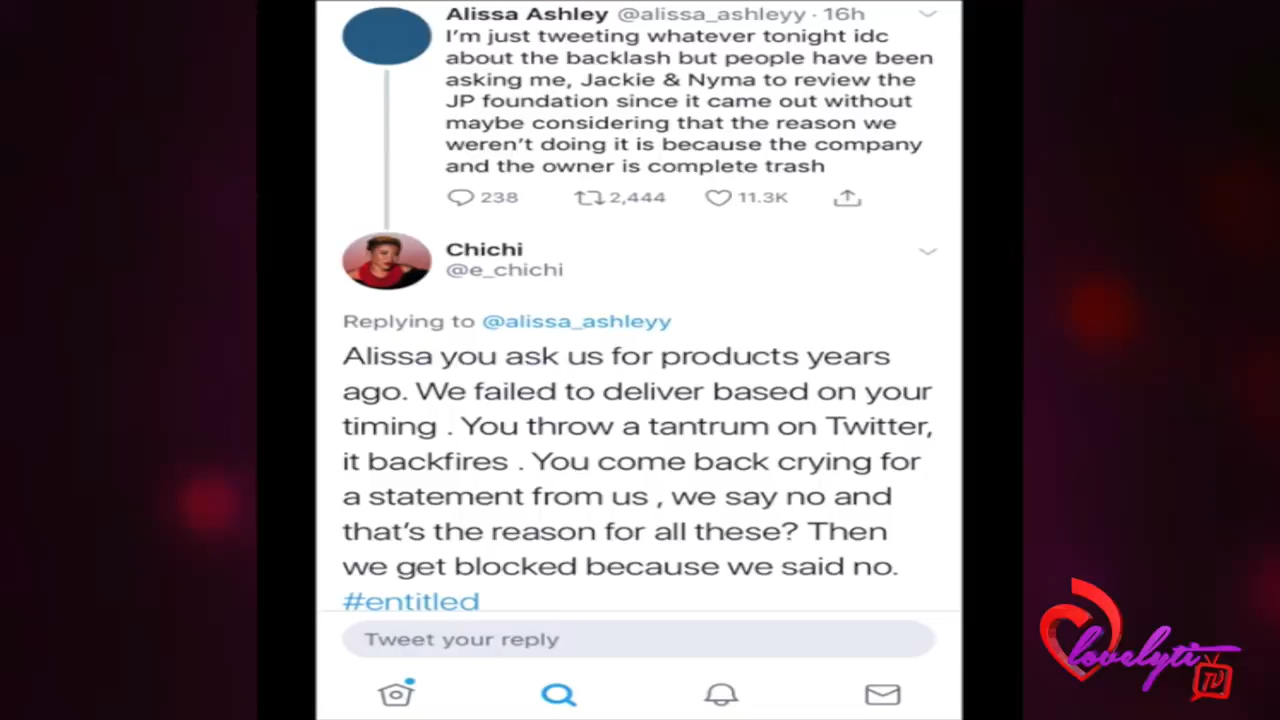 Alissa Ashley @alissa_ashleyy · 16h
I'm just tweeting whatever tonight idc
about the backlash but people have been
asking me, Jackie & Nyma to review the
JP foundation since it came out without
maybe considering that the reason we
weren't doing it is because the company
and the owner is complete trash
238 2,444 11.3K
Chichi
@e_chichi
Replying to @alissa_ashleyy
Alissa you ask us for products years
ago. We failed to deliver based on your
timing . You throw a tantrum on Twitter,
it backfires . You come back crying for
a statement from us , we say no and
that's the reason for all these? Then
we get blocked because we said no.
#entitled
Tweet your reply
lovelyti
TV